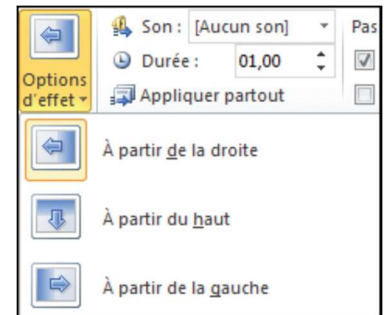 Son : [Aucun son] Pas
Durée : 01,00
Options d'effet
Appliquer partout
À partir de la droite
À partir du haut
À partir de la gauche